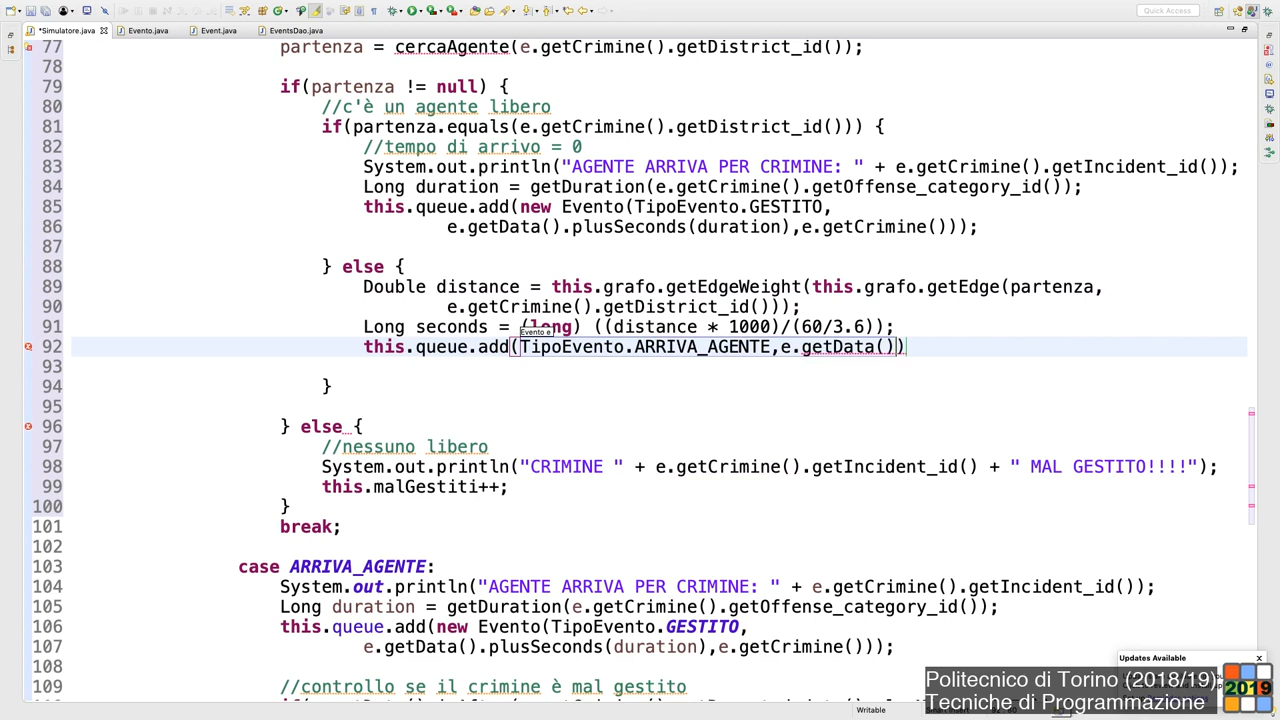 Quick Access
*Simulatore.java
Evento.java
Event.java
EventsDao.java
77 partenza = cercaAgente(e.getCrimine().getDistrict_id());
78
79 if(partenza != null) {
80 //c'è un agente libero
81 if(partenza.equals(e.getCrimine().getDistrict_id())) {
82 //tempo di arrivo = 0
83 System.out.println("AGENTE ARRIVA PER CRIMINE: " + e.getCrimine().getIncident_id());
84 Long duration = getDuration(e.getCrimine().getOffense_category_id());
85 this.queue.add(new Evento(TipoEvento.GESTITO,
86 e.getData().plusSeconds(duration),e.getCrimine()));
87
88 } else {
89 Double distance = this.grafo.getEdgeWeight(this.grafo.getEdge(partenza,
90 e.getCrimine().getDistrict_id()));
91 Long seconds = (long) ((distance * 1000)/(60/3.6));
Evento e
92 this.queue.add(TipoEvento.ARRIVA_AGENTE,e.getData())
93
94 }
95
96 } else {
97 //nessuno libero
98 System.out.println("CRIMINE " + e.getCrimine().getIncident_id() + " MAL GESTITO!!!!");
99 this.malGestiti++;
100 }
101 break;
102
103 case ARRIVA_AGENTE:
104 System.out.println("AGENTE ARRIVA PER CRIMINE: " + e.getCrimine().getIncident_id());
105 Long duration = getDuration(e.getCrimine().getOffense_category_id());
106 this.queue.add(new Evento(TipoEvento.GESTITO,
107 e.getData().plusSeconds(duration),e.getCrimine()));
108
109 //controllo se il crimine è mal gestito
Updates Available
Politecnico di Torino (2018/19)
Tecniche di Programmazione
2019
Writable